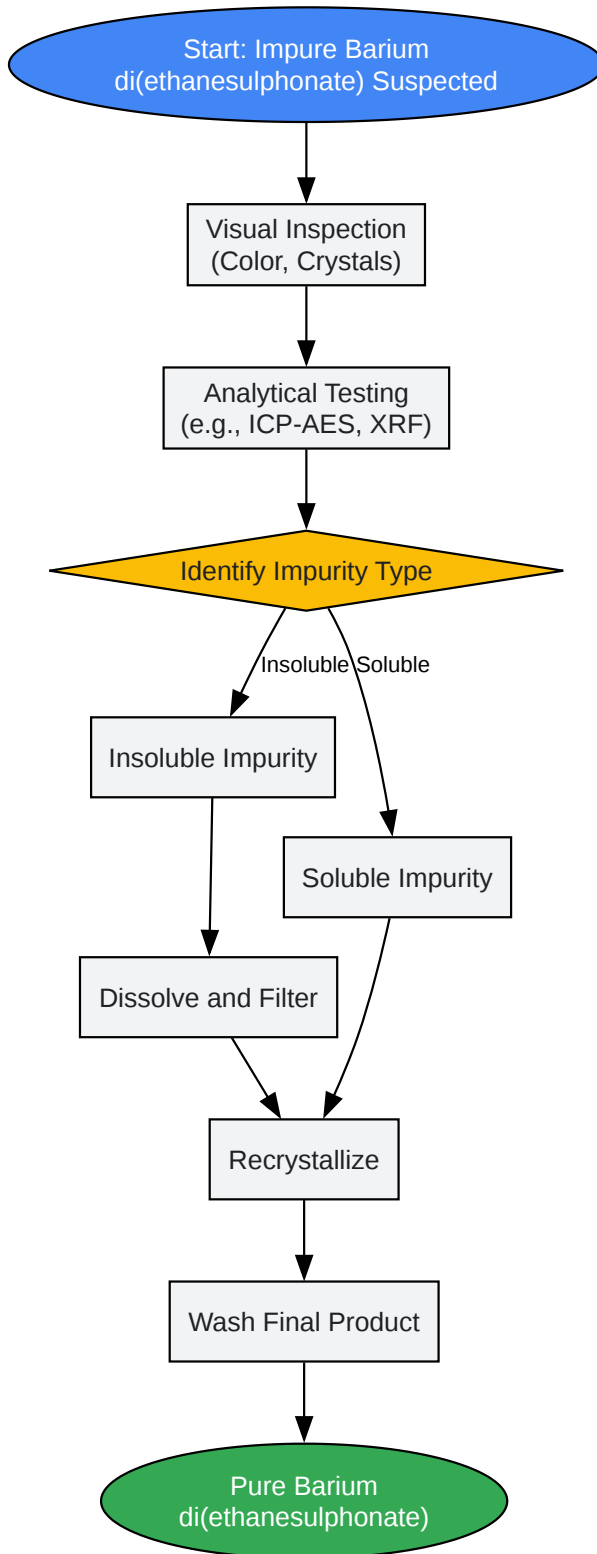 Start: Impure Barium
di(ethanesulphonate) Suspected
Visual Inspection
(Color, Crystals)
Analytical Testing
(e.g., ICP-AES, XRF)
Identify Impurity Type
Insoluble
Soluble
Insoluble Impurity
Soluble Impurity
Dissolve and Filter
Recrystallize
Wash Final Product
Pure Barium
di(ethanesulphonate)